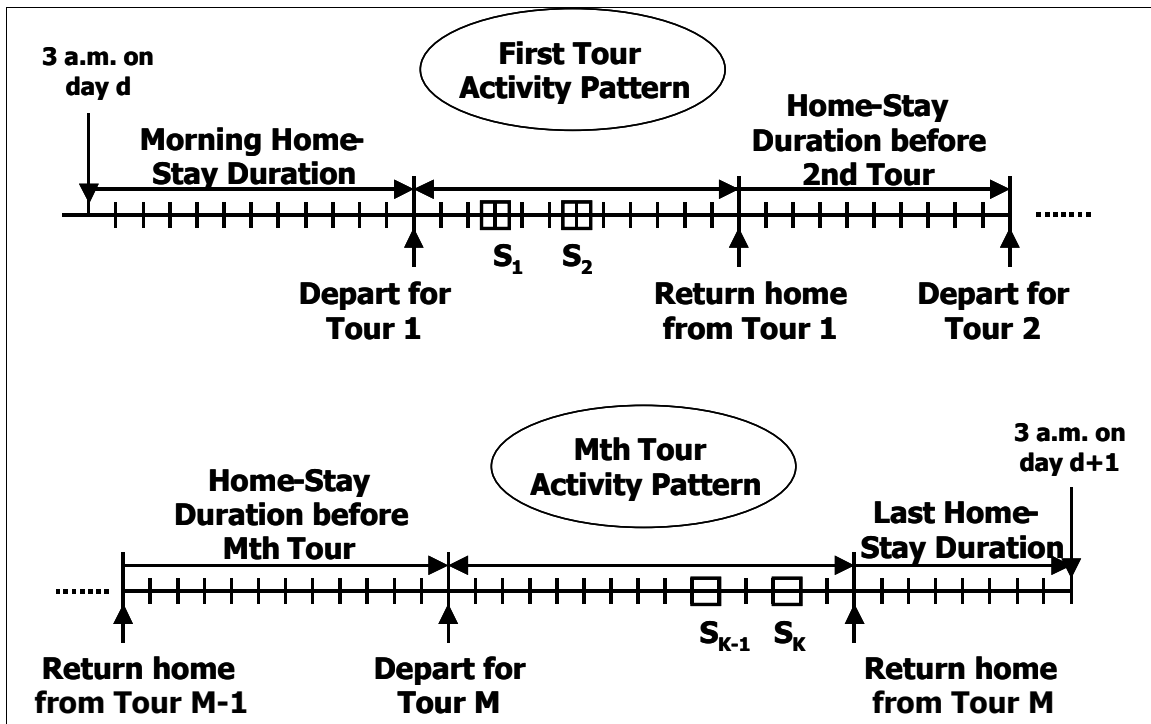 3 a.m. on
day d
First Tour
Activity Pattern
Morning Home-
Stay Duration
Home-Stay
Duration before
2nd Tour
S1
S2
Depart for
Tour 1
Return home
from Tour 1
Depart for
Tour 2
Mth Tour
Activity Pattern
3 a.m. on
day d+1
Home-Stay
Duration before
Mth Tour
Last Home-
Stay Duration
SK-1
SK
Return home
from Tour M-1
Depart for
Tour M
Return home
from Tour M